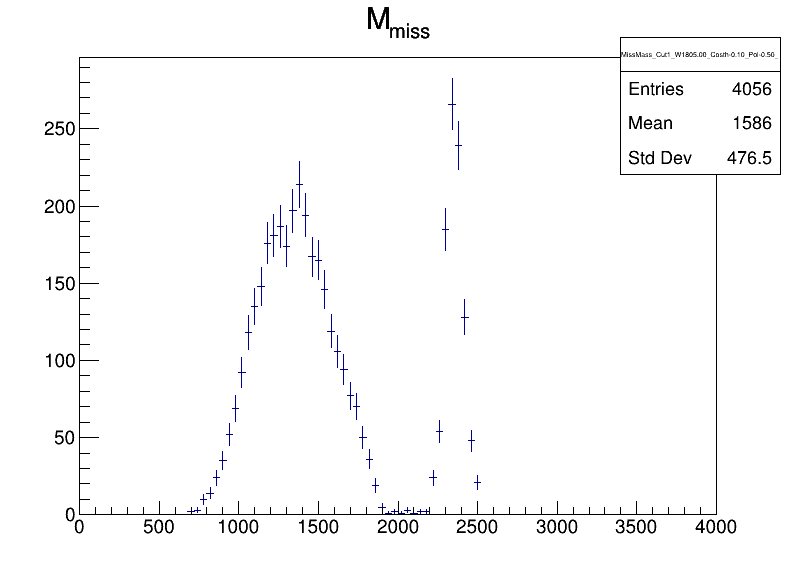 M_miss
MissMass_Cut1_W1805.00_Costh-0.10_Pol-0.50_
Entries 4056
Mean 1586
Std Dev 476.5
250
200
150
100
50
0
0 500 1000 1500 2000 2500 3000 3500 4000